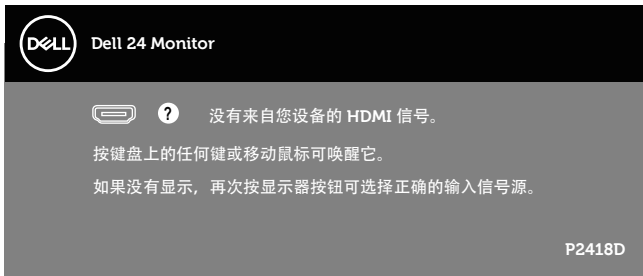 DELL
Dell 24 Monitor
? 没有来自您设备的 HDMI 信号。
按键盘上的任何键或移动鼠标可唤醒它。
如果没有显示，再次按显示器按钮可选择正确的输入信号源。
P2418D